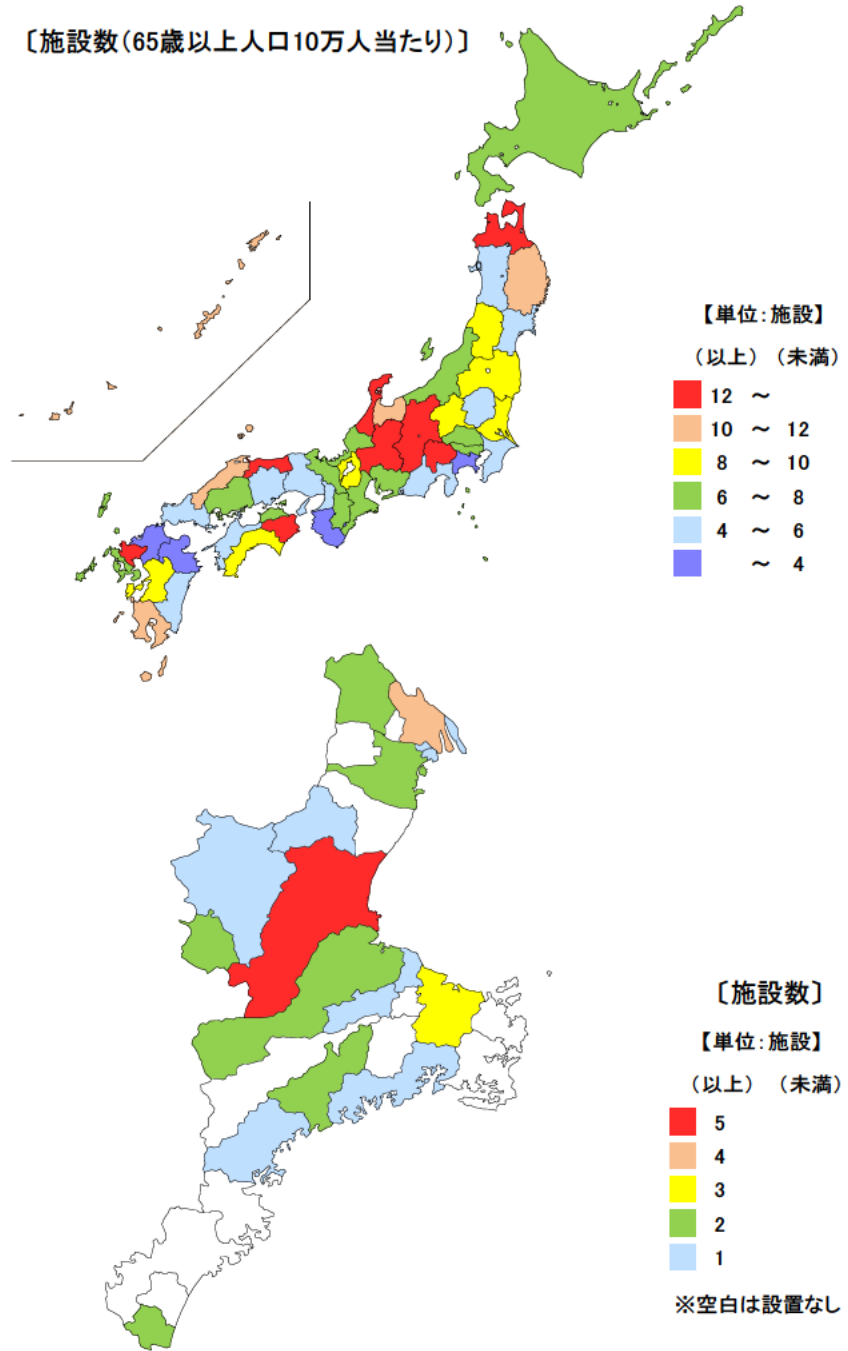 〔施設数(65歳以上人口10万人当たり)〕
【単位:施設】
(以上) (未満)
12 ～
10 ～ 12
8 ～ 10
6 ～ 8
4 ～ 6
～ 4
〔施設数〕
【単位:施設】
(以上) (未満)
5
4
3
2
1
※空白は設置なし